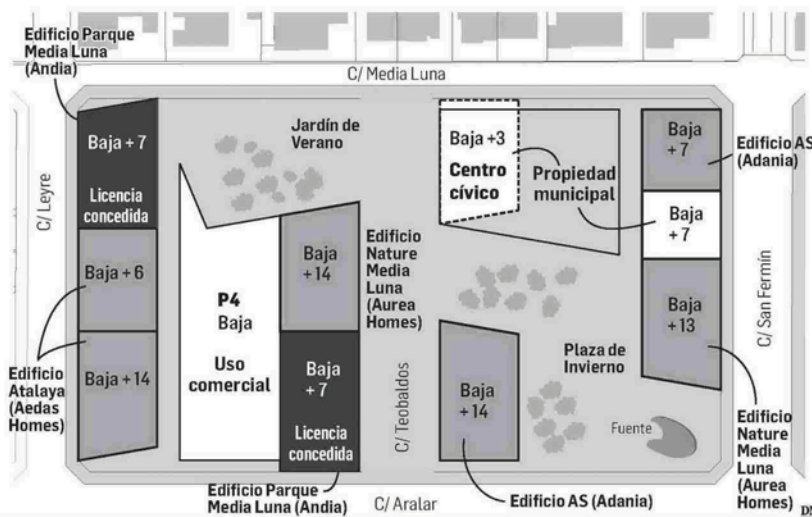 Edificio Parque
Media Luna
(Andia)
C/ Media Luna
Baja + 7
Licencia
concedida
Jardín de
Verano
Baja +3
Centro
cívico
Propiedad
municipal
Baja
+ 7
Edificio AS
(Adania)
C/ Leyre
Baja + 6
P4
Baja
Uso
comercial
Baja
+14
Edificio
Nature
Media
Luna
(Aurea
Homes)
Baja
+ 7
C/ San Fermín
Baja
+13
Edificio
Atalaya
(Aedas
Homes)
Baja + 14
Baja
+ 7
Licencia
concedida
C/ Teobaldos
Baja
+14
Plaza de
Invierno
Fuente
Edificio
Nature
Media
Luna
(Aurea
Homes)
Edificio Parque
Media Luna (Andia)
C/ Aralar
Edificio AS (Adania)